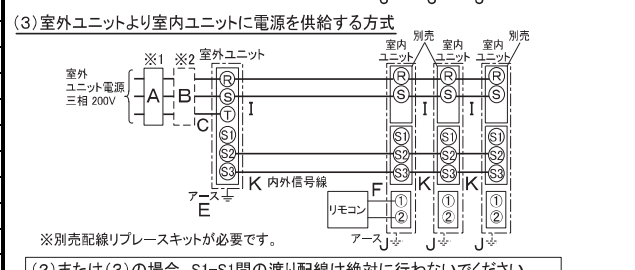 (3)室外ユニットより室内ユニットに電源を供給する方式
※1 ※2 室外ユニット
室内ユニット 別売 室内ユニット 室内ユニット 別売
室外
ユニット電源
三相 200V
A B C
R R R R
S S S S
I I I
T
S1 S1 S1 S1
S2 S2 S2 S2
S3 S3 S3 S3
K 内外信号線 F K K
アース
E
リモコン
① ① ①
② ② ②
アース J J J
※別売配線リプレースキットが必要です。
(2)または(3)の場合、S1-S1間の渡り配線は絶対に行わないでください